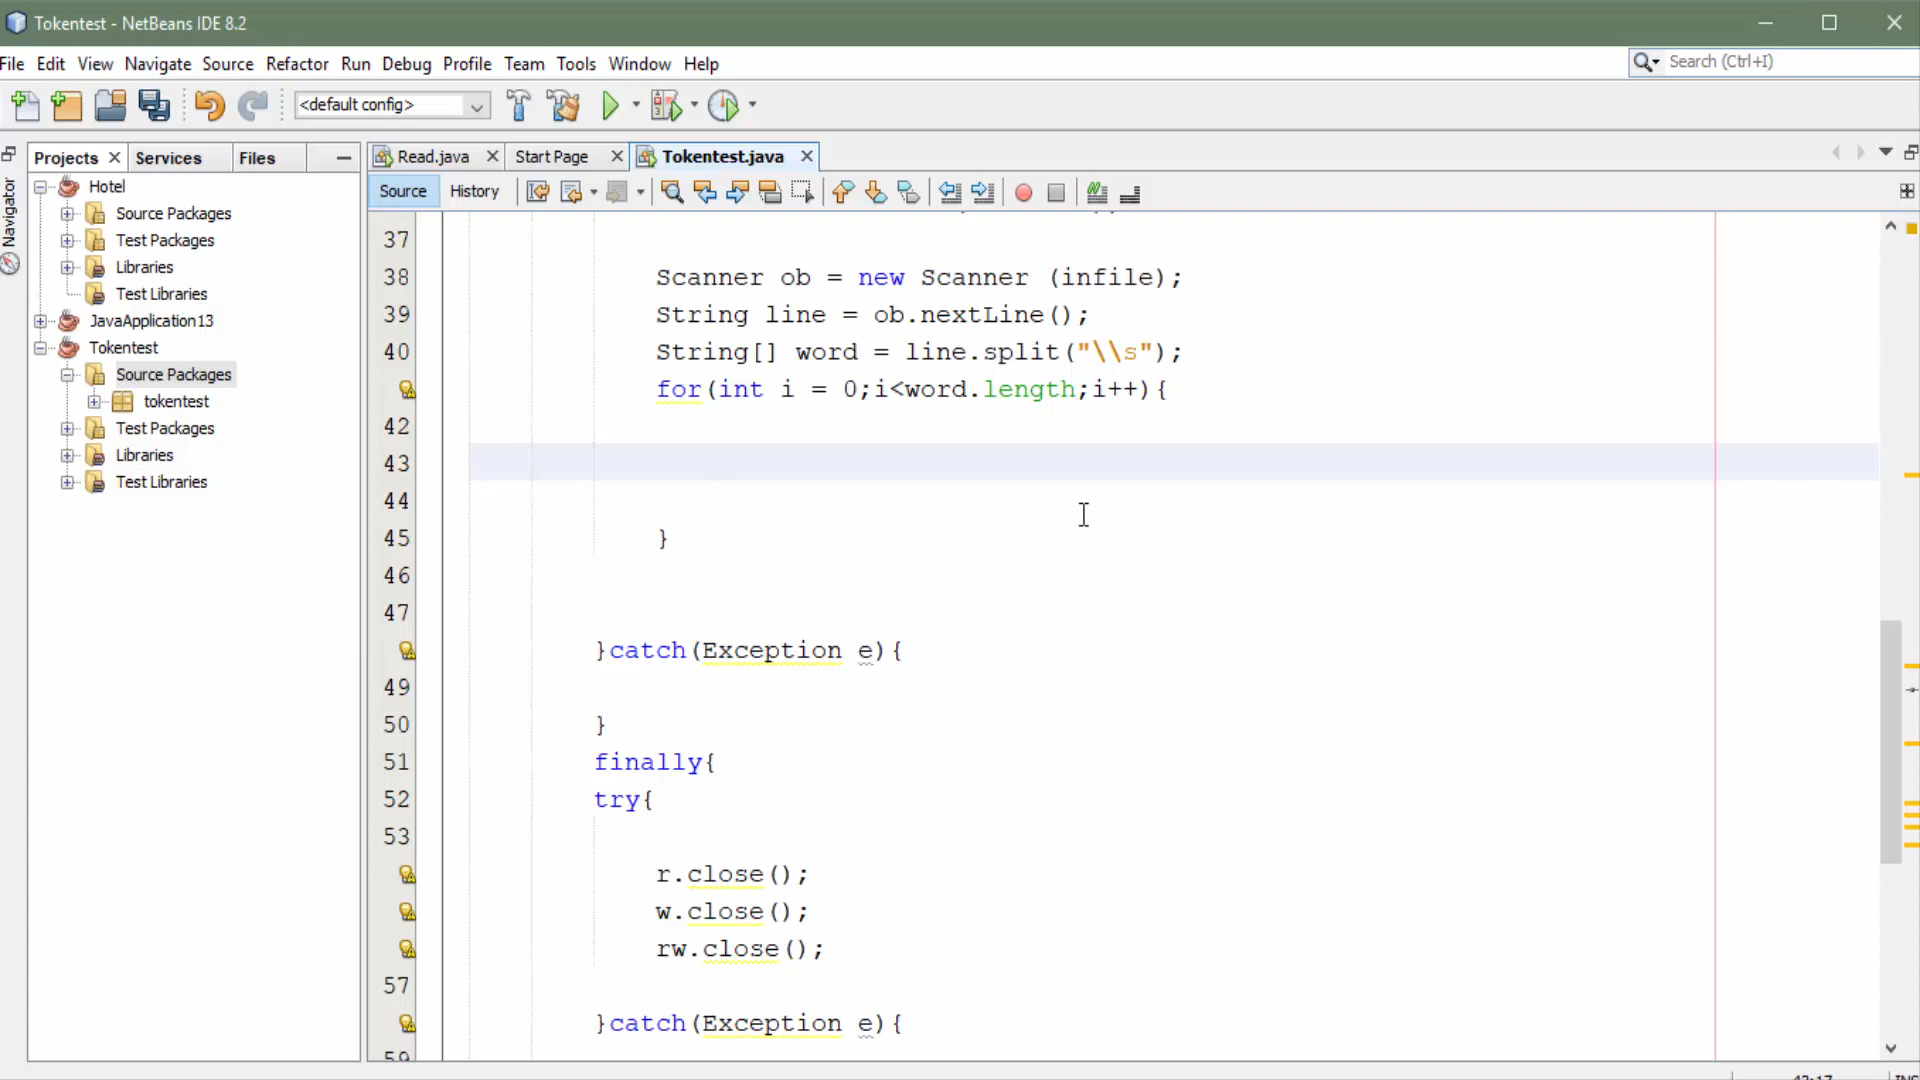 Tokentest - NetBeans IDE 8.2
File Edit View Navigate Source Refactor Run Debug Profile Team Tools Window Help
Search (Ctrl+I)
<default config>
Projects Services Files
Read.java Start Page Tokentest.java
Source History
Navigator
Hotel
Source Packages
Test Packages
Libraries
Test Libraries
JavaApplication13
Tokentest
Source Packages
tokentest
Test Packages
Libraries
Test Libraries
37
38 Scanner ob = new Scanner (infile);
39 String line = ob.nextLine();
40 String[] word = line.split("\\s");
for(int i = 0;i<word.length;i++){
42
43
44
45 }
46
47
}catch(Exception e){
49
50 }
51 finally{
52 try{
53
r.close();
w.close();
rw.close();
57
}catch(Exception e){
59